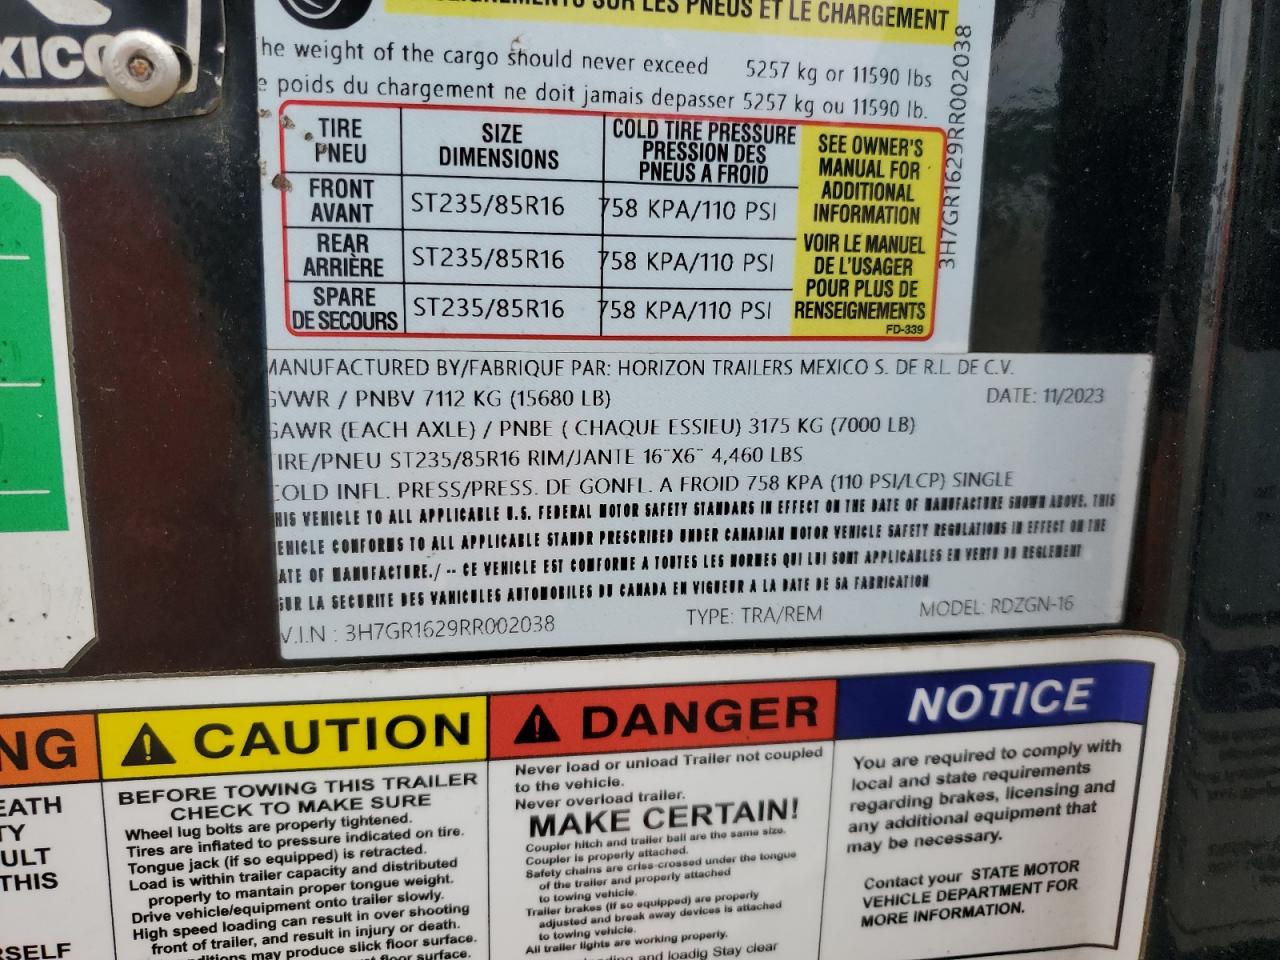 XICO
SUR LES PNEUS ET LE CHARGEMENT
he weight of the cargo should never exceed 5257 kg or 11590 lbs
e poids du chargement ne doit jamais depasser 5257 kg ou 11590 lb.
3H7GR1629RR002038
TIRE
PNEU
SIZE
DIMENSIONS
COLD TIRE PRESSURE
PRESSION DES
PNEUS A FROID
FRONT
AVANT
ST235/85R16
758 KPA/110 PSI
REAR
ARRIÈRE
ST235/85R16
758 KPA/110 PSI
SPARE
DE SECOURS
ST235/85R16
758 KPA/110 PSI
SEE OWNER'S
MANUAL FOR
ADDITIONAL
INFORMATION
VOIR LE MANUEL
DE L'USAGER
POUR PLUS DE
RENSEIGNEMENTS
FD-339
MANUFACTURED BY/FABRIQUE PAR: HORIZON TRAILERS MEXICO S. DE R.L. DE C.V.
GVWR / PNBV 7112 KG (15680 LB) DATE: 11/2023
GAWR (EACH AXLE) / PNBE ( CHAQUE ESSIEU) 3175 KG (7000 LB)
TIRE/PNEU ST235/85R16 RIM/JANTE 16"X6" 4,460 LBS
COLD INFL. PRESS/PRESS. DE GONFL. A FROID 758 KPA (110 PSI/LCP) SINGLE
HIS VEHICLE TO ALL APPLICABLE U.S. FEDERAL MOTOR SAFETY STANDARS IN EFFECT ON THE DATE OF MANUFACTURE SHOWN ABOVE. THIS
EHICLE CONFORMS TO ALL APPLICABLE STANDR PRESCRIBED UNDER CANADIAN MOTOR VEHICLE SAFETY REGULATIONS IN EFFECT ON THE
ATE OF MANUFACTURE./ -- CE VEHICLE EST CONFORME A TOUTES LES NORMES QUI LUI SONT APPLICABLES EN VERTU DU REGLEMENT
SUR LA SECURITE DES VAHICULES AUTOMOBILES DU CANADA EN VIGUEUR A LA DATE DE SA FABRICATION
V.I.N : 3H7GR1629RR002038 TYPE: TRA/REM MODEL: RDZGN-16
NG
EATH
TY
ULT
THIS
RSELF
CAUTION
BEFORE TOWING THIS TRAILER
CHECK TO MAKE SURE
Wheel lug bolts are properly tightened.
Tires are inflated to pressure indicated on tire.
Tongue jack (if so equipped) is retracted.
Load is within trailer capacity and distributed
properly to mantain proper tongue weight.
Drive vehicle/equipment onto trailer slowly.
High speed loading can result in over shooting
front of trailer, and result in injury or death.
ditions may produce slick floor surface.
floor surface.
DANGER
Never load or unload Trailer not coupled
to the vehicle.
Never overload trailer.
MAKE CERTAIN!
Coupler hitch and trailer ball are the same size.
Coupler is properly attached.
Safety chains are criss-crossed under the tongue
of the trailer and properly attached
to towing vehicle.
Trailer brakes (if so equipped) are properly
adjusted and break away devices is attached
to towing vehicle.
All trailer lights are working properly.
and loadig Stay clear
NOTICE
You are required to comply with
local and state requirements
regarding brakes, licensing and
any additional equipment that
may be necessary.
Contact your STATE MOTOR
VEHICLE DEPARTMENT FOR
MORE INFORMATION.